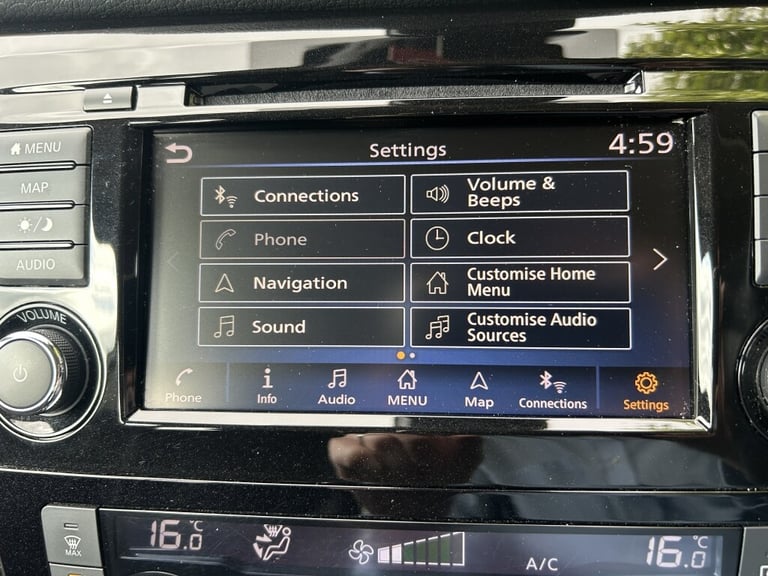 MENU
MAP
AUDIO
VOLUME
Settings
4:59
Connections
Volume &
Beeps
Phone
Clock
Navigation
Customise Home
Menu
Sound
Customise Audio
Sources
Phone
Info
Audio
MENU
Map
Connections
Settings
MAX
16.0 °C
A/C
16.0 °C